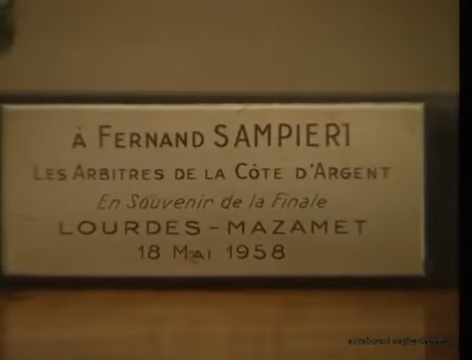 À FERNAND SAMPIERI
LES ARBITRES DE LA CÔTE D'ARGENT
En Souvenir de la Finale
LOURDES - MAZAMET
18 MAI 1958